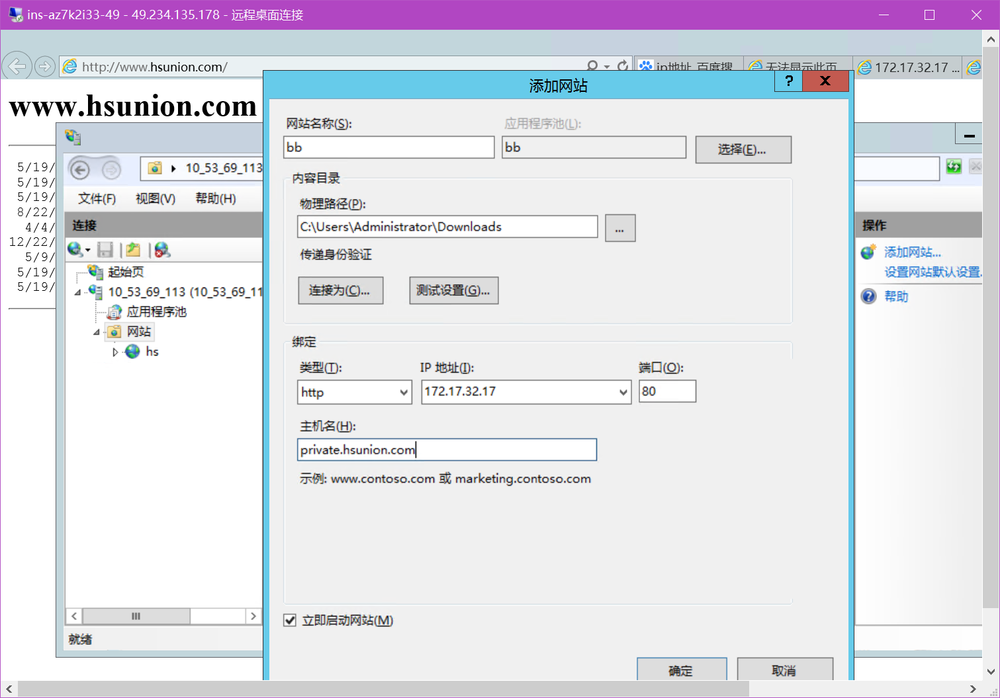 ins-az7k2i33-49 - 49.234.135.178 - 远程桌面连接
http://www.hsunion.com/
ip地址_百度搜
无法显示此页
172.17.32.17 ...
www.hsunion.com
5/19/
5/19/
5/19/
8/22/
4/4/
12/22/
5/9/
5/19/
5/19/
10_53_69_113
文件(F) 视图(V) 帮助(H)
连接
起始页
10_53_69_113 (10_53_69_11
应用程序池
网站
hs
就绪
添加网站
?
X
网站名称(S):
应用程序池(L):
bb
bb
选择(E)...
内容目录
物理路径(P):
C:\Users\Administrator\Downloads
...
传递身份验证
连接为(C)...
测试设置(G)...
绑定
类型(T):
IP 地址(I):
端口(O):
http
172.17.32.17
80
主机名(H):
private.hsunion.com
示例: www.contoso.com 或 marketing.contoso.com
立即启动网站(M)
确定
取消
操作
添加网站...
设置网站默认设置.
帮助